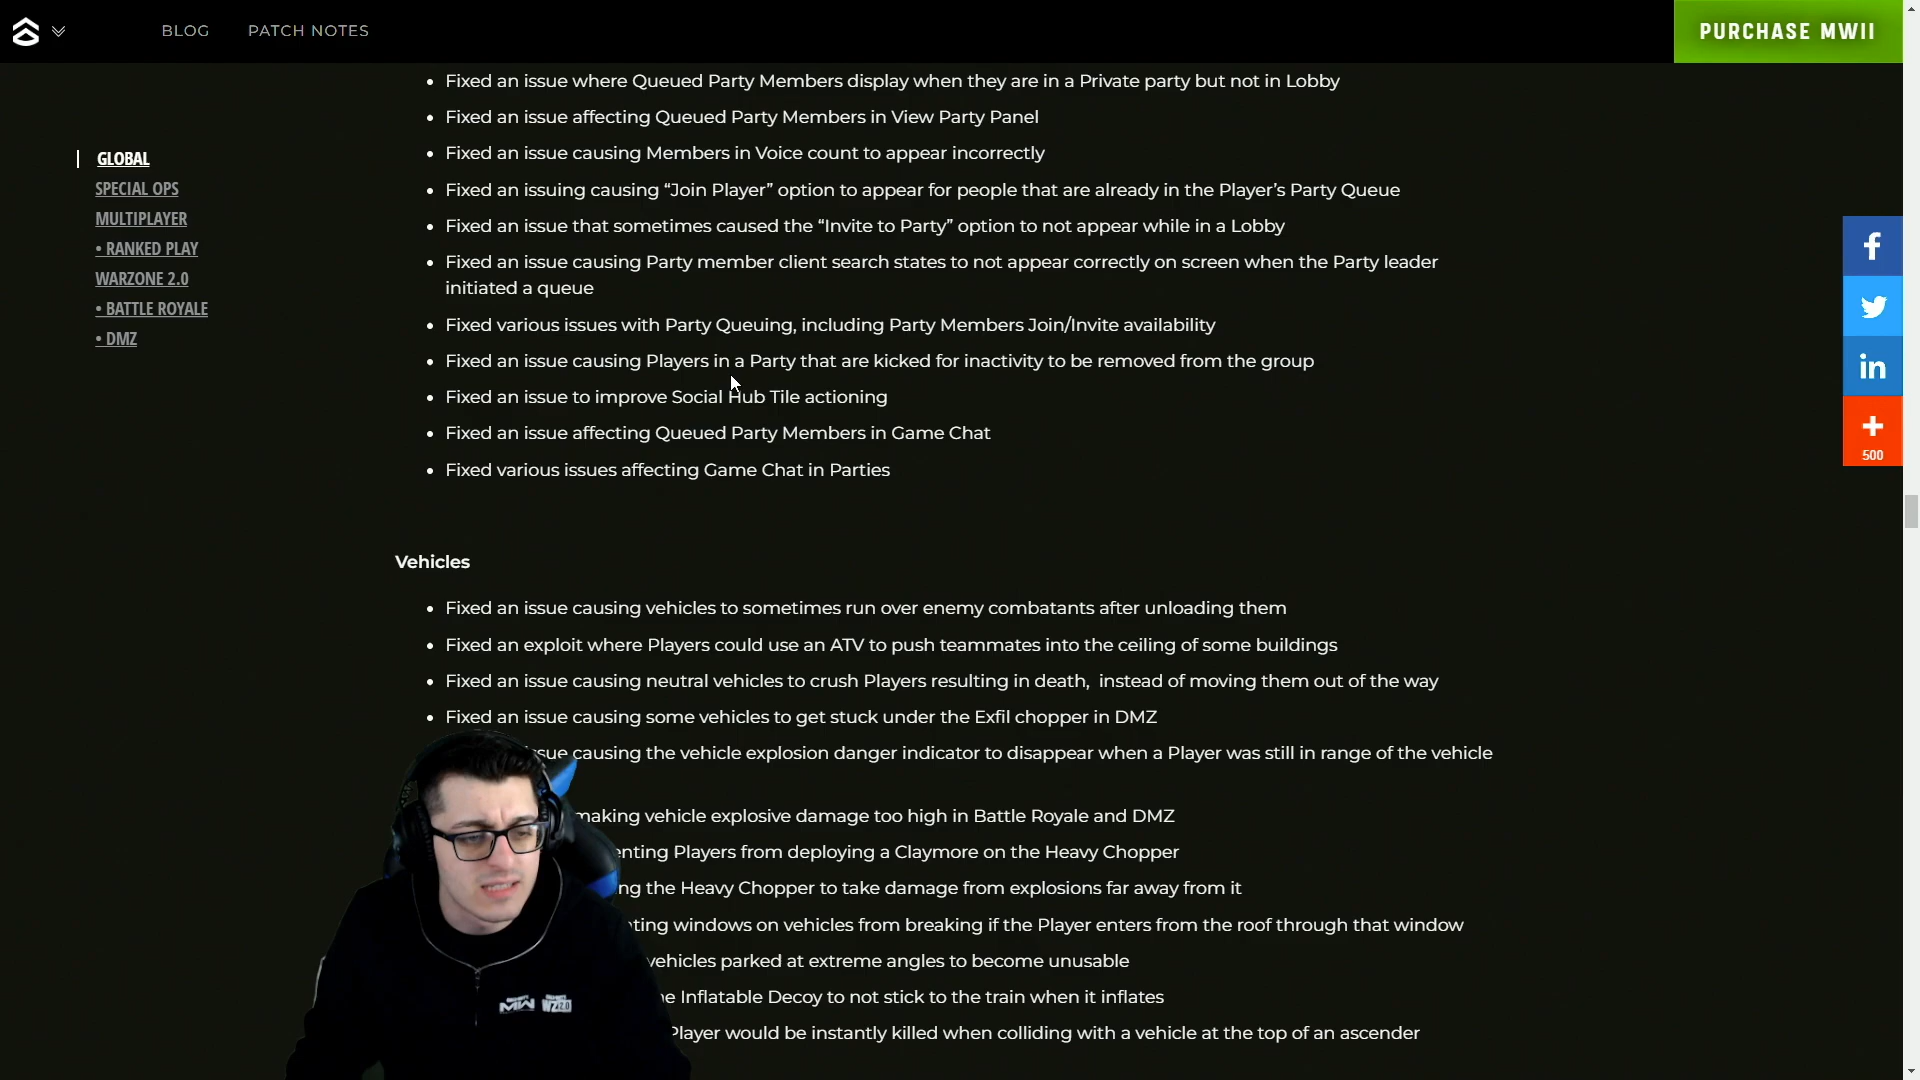 BLOG
PATCH NOTES
PURCHASE MWII
GLOBAL
SPECIAL OPS
MULTIPLAYER
• RANKED PLAY
WARZONE 2.0
• BATTLE ROYALE
• DMZ
• Fixed an issue where Queued Party Members display when they are in a Private party but not in Lobby
• Fixed an issue affecting Queued Party Members in View Party Panel
• Fixed an issue causing Members in Voice count to appear incorrectly
• Fixed an issuing causing “Join Player” option to appear for people that are already in the Player’s Party Queue
• Fixed an issue that sometimes caused the “Invite to Party” option to not appear while in a Lobby
• Fixed an issue causing Party member client search states to not appear correctly on screen when the Party leader
initiated a queue
• Fixed various issues with Party Queuing, including Party Members Join/Invite availability
• Fixed an issue causing Players in a Party that are kicked for inactivity to be removed from the group
• Fixed an issue to improve Social Hub Tile actioning
• Fixed an issue affecting Queued Party Members in Game Chat
• Fixed various issues affecting Game Chat in Parties
Vehicles
• Fixed an issue causing vehicles to sometimes run over enemy combatants after unloading them
• Fixed an exploit where Players could use an ATV to push teammates into the ceiling of some buildings
• Fixed an issue causing neutral vehicles to crush Players resulting in death, instead of moving them out of the way
• Fixed an issue causing some vehicles to get stuck under the Exfil chopper in DMZ
causing the vehicle explosion danger indicator to disappear when a Player was still in range of the vehicle
making vehicle explosive damage too high in Battle Royale and DMZ
Players from deploying a Claymore on the Heavy Chopper
the Heavy Chopper to take damage from explosions far away from it
windows on vehicles from breaking if the Player enters from the roof through that window
vehicles parked at extreme angles to become unusable
Inflatable Decoy to not stick to the train when it inflates
Player would be instantly killed when colliding with a vehicle at the top of an ascender
f
in
+
500
MW WZ2.0